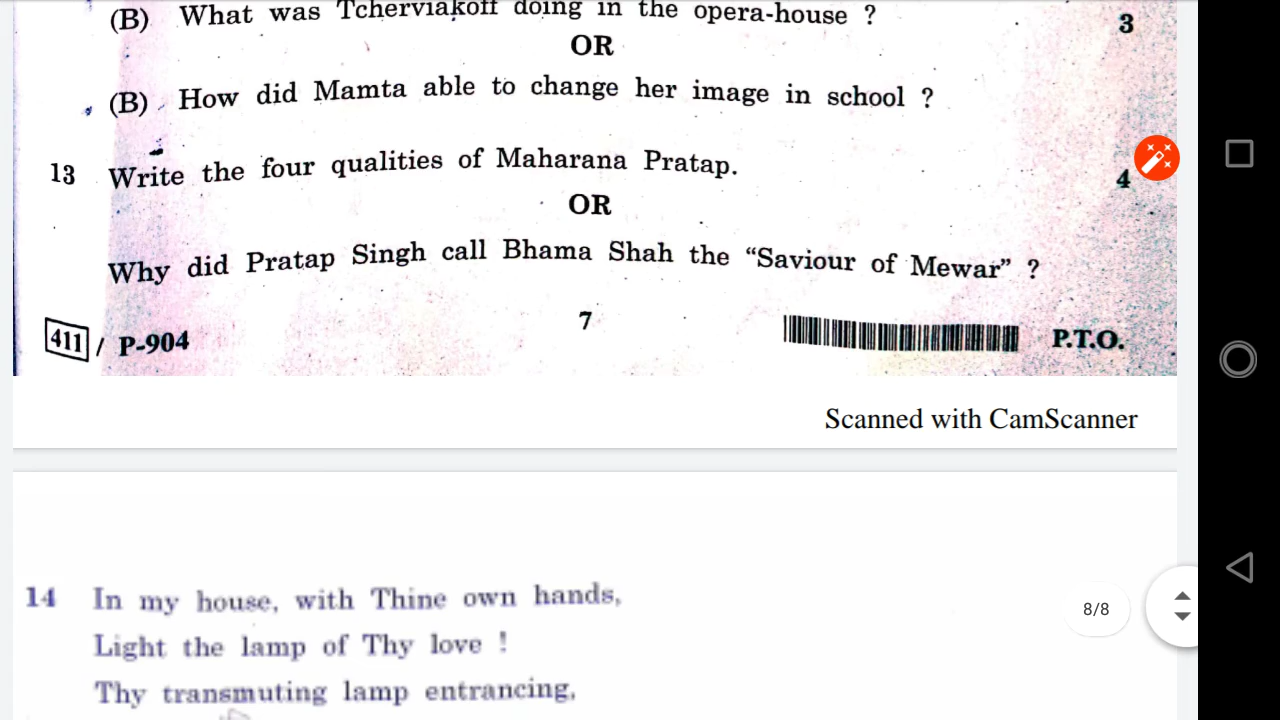 (B) What was Tcherviakoff doing in the opera-house ? 3
OR
(B) How did Mamta able to change her image in school ?
13 Write the four qualities of Maharana Pratap. 4
OR
Why did Pratap Singh call Bhama Shah the “Saviour of Mewar” ?
411 / P-904 7 P.T.O.
Scanned with CamScanner
14 In my house, with Thine own hands,
8/8
Light the lamp of Thy love !
Thy transmuting lamp entrancing,